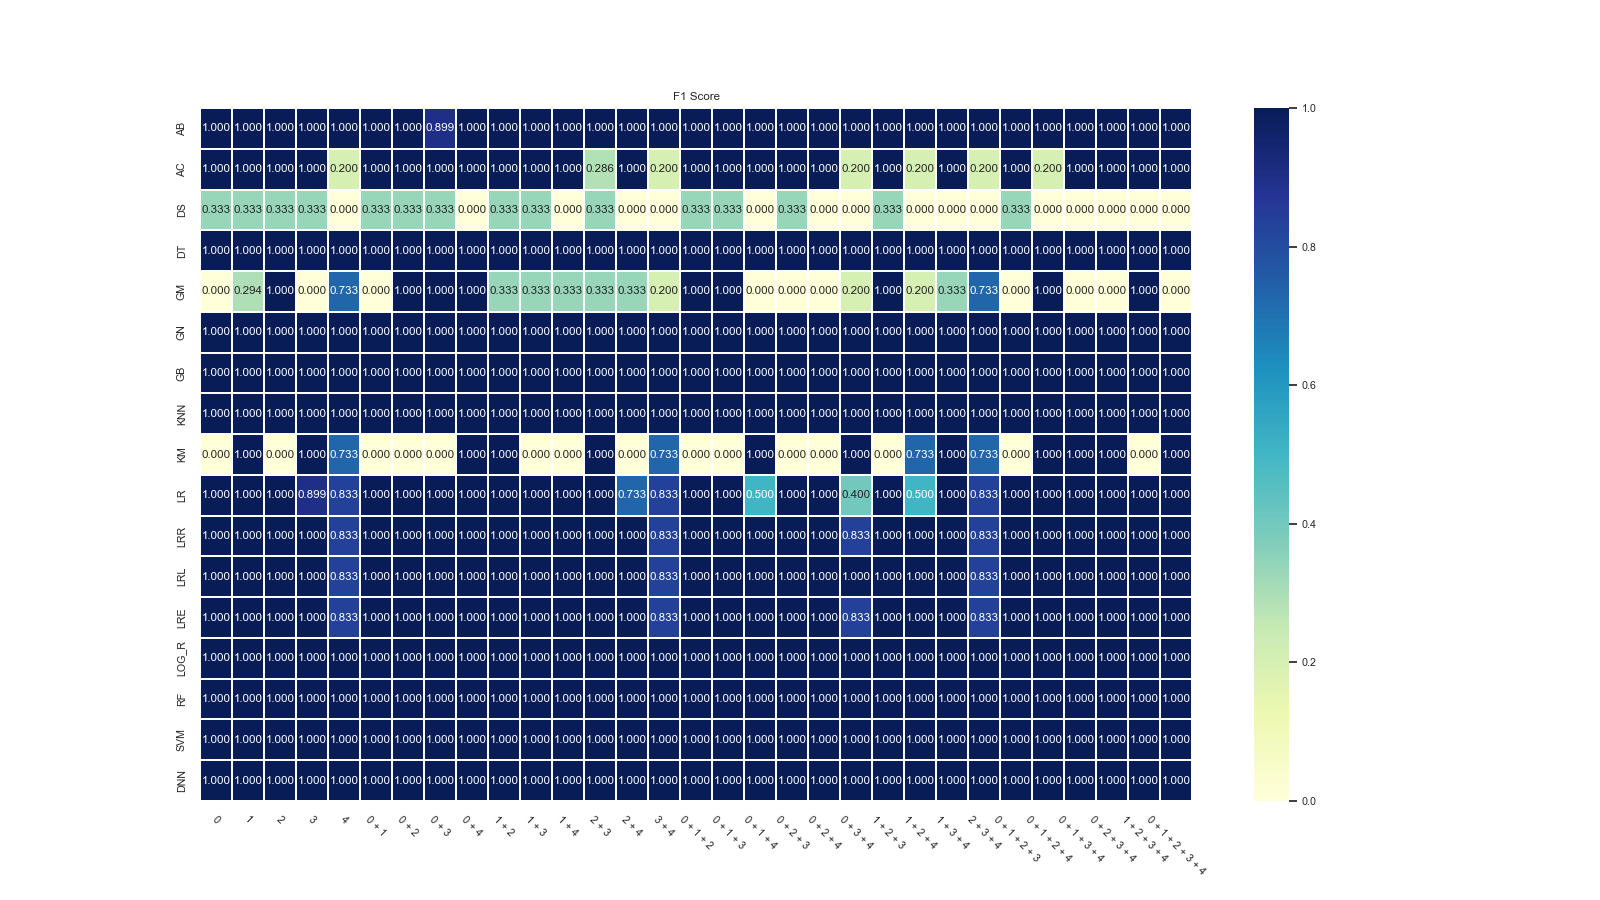 F1 Score
AB 1.000 1.000 1.000 1.000 1.000 1.000 1.000 0.899 1.000 1.000 1.000 1.000 1.000 1.000 1.000 1.000 1.000 1.000 1.000 1.000 1.000 1.000 1.000 1.000 1.000 1.000 1.000 1.000 1.000 1.000 1.000
AC 1.000 1.000 1.000 1.000 0.200 1.000 1.000 1.000 1.000 1.000 1.000 1.000 0.286 1.000 0.200 1.000 1.000 1.000 1.000 1.000 0.200 1.000 0.200 1.000 0.200 1.000 0.200 1.000 1.000 1.000 1.000
DS 0.333 0.333 0.333 0.333 0.000 0.333 0.333 0.333 0.000 0.333 0.333 0.000 0.333 0.000 0.000 0.333 0.333 0.000 0.333 0.000 0.000 0.333 0.000 0.000 0.000 0.333 0.000 0.000 0.000 0.000 0.000
DT 1.000 1.000 1.000 1.000 1.000 1.000 1.000 1.000 1.000 1.000 1.000 1.000 1.000 1.000 1.000 1.000 1.000 1.000 1.000 1.000 1.000 1.000 1.000 1.000 1.000 1.000 1.000 1.000 1.000 1.000 1.000
GM 0.000 0.294 1.000 0.000 0.733 0.000 1.000 1.000 1.000 0.333 0.333 0.333 0.333 0.333 0.200 1.000 1.000 0.000 0.000 0.000 0.200 1.000 0.200 0.333 0.733 0.000 1.000 0.000 0.000 1.000 0.000
GN 1.000 1.000 1.000 1.000 1.000 1.000 1.000 1.000 1.000 1.000 1.000 1.000 1.000 1.000 1.000 1.000 1.000 1.000 1.000 1.000 1.000 1.000 1.000 1.000 1.000 1.000 1.000 1.000 1.000 1.000 1.000
GB 1.000 1.000 1.000 1.000 1.000 1.000 1.000 1.000 1.000 1.000 1.000 1.000 1.000 1.000 1.000 1.000 1.000 1.000 1.000 1.000 1.000 1.000 1.000 1.000 1.000 1.000 1.000 1.000 1.000 1.000 1.000
KNN 1.000 1.000 1.000 1.000 1.000 1.000 1.000 1.000 1.000 1.000 1.000 1.000 1.000 1.000 1.000 1.000 1.000 1.000 1.000 1.000 1.000 1.000 1.000 1.000 1.000 1.000 1.000 1.000 1.000 1.000 1.000
KM 0.000 1.000 0.000 1.000 0.733 0.000 0.000 0.000 1.000 1.000 0.000 0.000 1.000 0.000 0.733 0.000 0.000 1.000 0.000 0.000 1.000 0.000 0.733 1.000 0.733 0.000 1.000 1.000 1.000 0.000 1.000
LR 1.000 1.000 1.000 0.899 0.833 1.000 1.000 1.000 1.000 1.000 1.000 1.000 1.000 0.733 0.833 1.000 1.000 0.500 1.000 1.000 0.400 1.000 0.500 1.000 0.833 1.000 1.000 1.000 1.000 1.000 1.000
LRR 1.000 1.000 1.000 1.000 0.833 1.000 1.000 1.000 1.000 1.000 1.000 1.000 1.000 1.000 0.833 1.000 1.000 1.000 1.000 1.000 0.833 1.000 1.000 1.000 0.833 1.000 1.000 1.000 1.000 1.000 1.000
LRL 1.000 1.000 1.000 1.000 0.833 1.000 1.000 1.000 1.000 1.000 1.000 1.000 1.000 1.000 0.833 1.000 1.000 1.000 1.000 1.000 1.000 1.000 1.000 1.000 0.833 1.000 1.000 1.000 1.000 1.000 1.000
LRE 1.000 1.000 1.000 1.000 0.833 1.000 1.000 1.000 1.000 1.000 1.000 1.000 1.000 1.000 0.833 1.000 1.000 1.000 1.000 1.000 0.833 1.000 1.000 1.000 0.833 1.000 1.000 1.000 1.000 1.000 1.000
LOG_R 1.000 1.000 1.000 1.000 1.000 1.000 1.000 1.000 1.000 1.000 1.000 1.000 1.000 1.000 1.000 1.000 1.000 1.000 1.000 1.000 1.000 1.000 1.000 1.000 1.000 1.000 1.000 1.000 1.000 1.000 1.000
RF 1.000 1.000 1.000 1.000 1.000 1.000 1.000 1.000 1.000 1.000 1.000 1.000 1.000 1.000 1.000 1.000 1.000 1.000 1.000 1.000 1.000 1.000 1.000 1.000 1.000 1.000 1.000 1.000 1.000 1.000 1.000
SVM 1.000 1.000 1.000 1.000 1.000 1.000 1.000 1.000 1.000 1.000 1.000 1.000 1.000 1.000 1.000 1.000 1.000 1.000 1.000 1.000 1.000 1.000 1.000 1.000 1.000 1.000 1.000 1.000 1.000 1.000 1.000
DNN 1.000 1.000 1.000 1.000 1.000 1.000 1.000 1.000 1.000 1.000 1.000 1.000 1.000 1.000 1.000 1.000 1.000 1.000 1.000 1.000 1.000 1.000 1.000 1.000 1.000 1.000 1.000 1.000 1.000 1.000 1.000
0
1
2
3
4
0 + 1
0 + 2
0 + 3
0 + 4
1 + 2
1 + 3
1 + 4
2 + 3
2 + 4
3 + 4
0 + 1 + 2
0 + 1 + 3
0 + 1 + 4
0 + 2 + 3
0 + 2 + 4
0 + 3 + 4
1 + 2 + 3
1 + 2 + 4
1 + 3 + 4
2 + 3 + 4
0 + 1 + 2 + 3
0 + 1 + 2 + 4
0 + 1 + 3 + 4
0 + 2 + 3 + 4
1 + 2 + 3 + 4
0 + 1 + 2 + 3 + 4
1.0
0.8
0.6
0.4
0.2
0.0